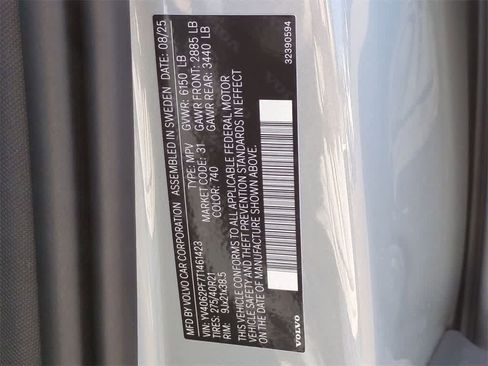 MFD BY VOLVO CAR CORPORATION ASSEMBLED IN SWEDEN DATE: 08/25
VIN: YV4062PF7T1461423 TYPE: MPV GVWR: 6150 LB
TIRES: 275/40R21 MARKET CODE: 31 GAWR FRONT: 2885 LB
RIM: 9Jx21x38.5 COLOR: 740 GAWR REAR: 3440 LB
THIS VEHICLE CONFORMS TO ALL APPLICABLE FEDERAL MOTOR
VEHICLE SAFETY AND THEFT PREVENTION STANDARDS IN EFFECT
ON THE DATE OF MANUFACTURE SHOWN ABOVE.
VOLVO 32390594